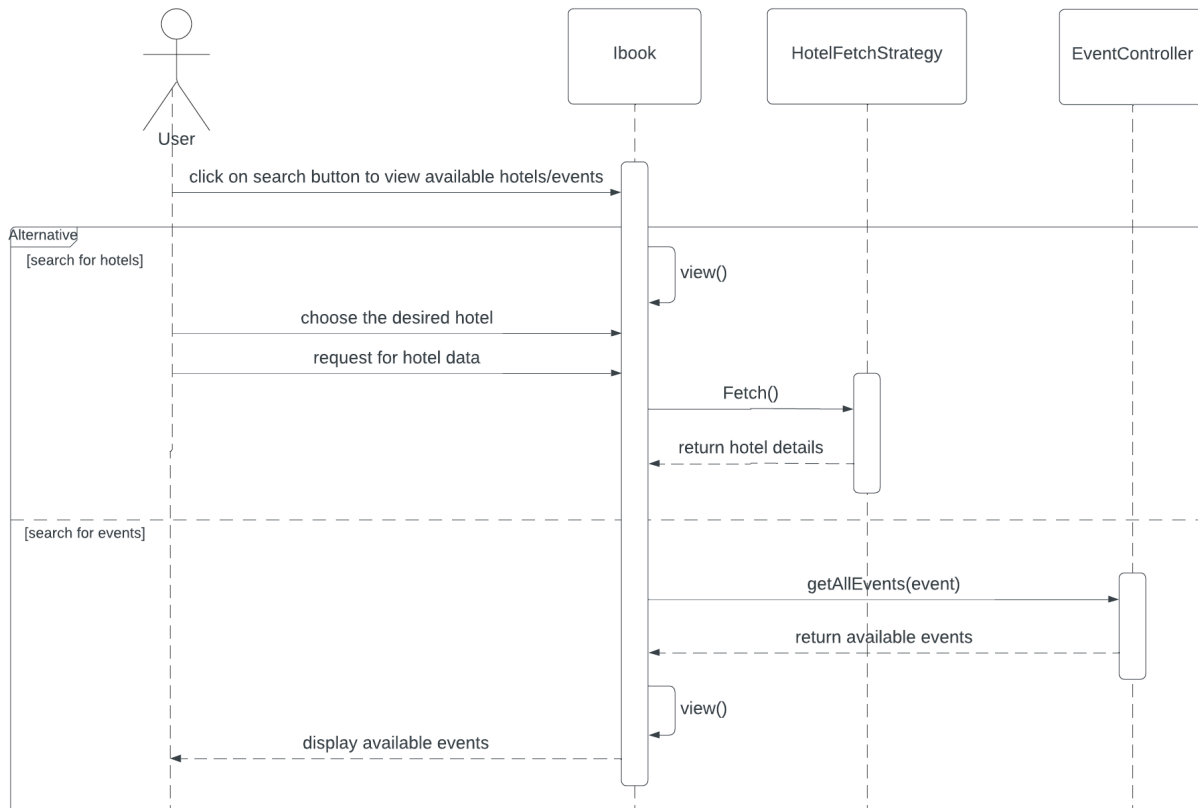 Ibook
HotelFetchStrategy
EventController
User
click on search button to view available hotels/events
Alternative
[search for hotels]
view()
choose the desired hotel
request for hotel data
Fetch()
return hotel details
[search for events]
getAllEvents(event)
return available events
view()
display available events